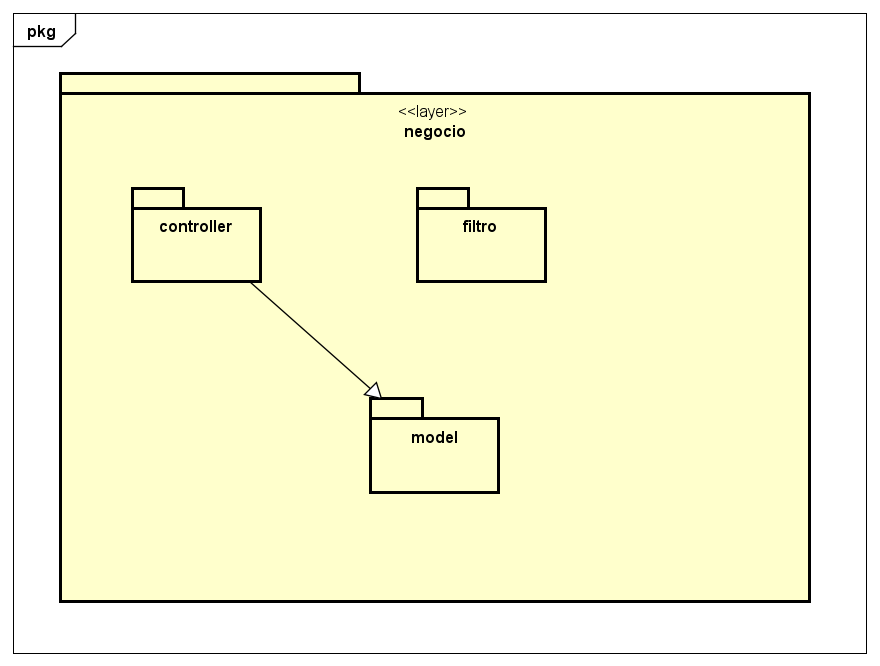 pkg
<<layer>>
negocio
controller
filtro
model